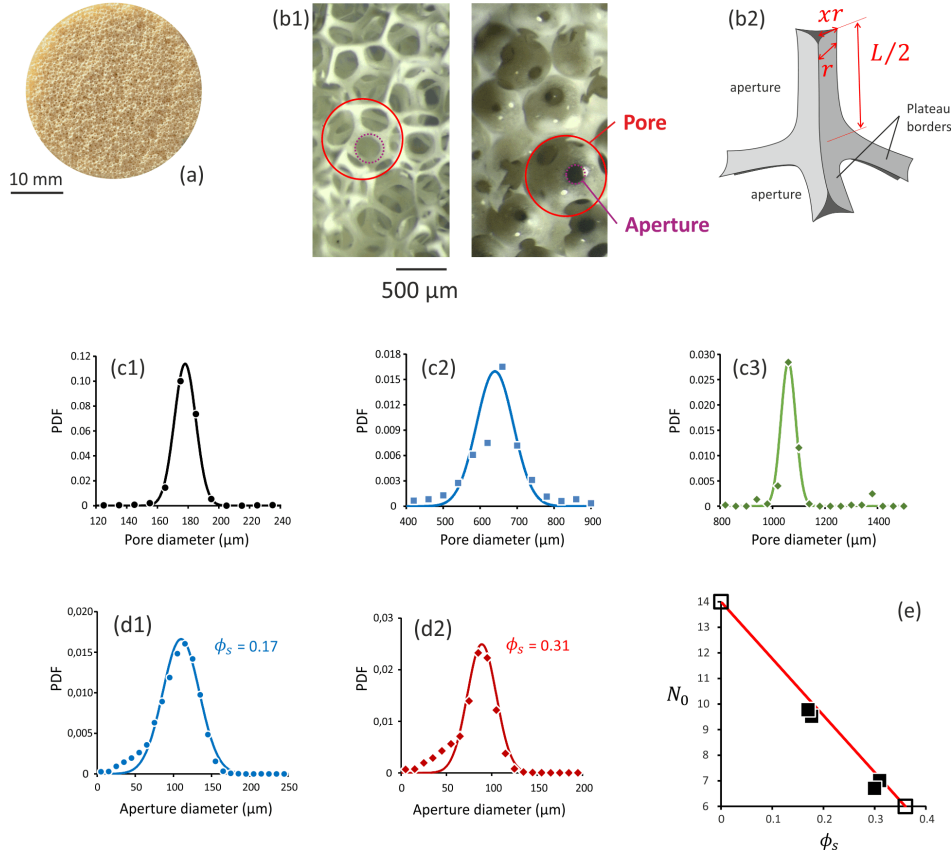 (a)
10 mm
(b1)
Pore
Aperture
500 µm
(b2)
xr
r
L/2
aperture
aperture
Plateau
borders
(c1)
PDF
0.12
0.10
0.08
0.06
0.04
0.02
0
120 140 160 180 200 220 240
Pore diameter (µm)
(c2)
PDF
0.018
0.015
0.012
0.009
0.006
0.003
0
400 500 600 700 800 900
Pore diameter (µm)
(c3)
PDF
0.030
0.025
0.020
0.015
0.010
0.005
0
800 1000 1200 1400
Pore diameter (µm)
(d1)
ϕs = 0.17
PDF
0,020
0,015
0,010
0,005
0,000
0 50 100 150 200 250
Aperture diameter (µm)
(d2)
ϕs = 0.31
PDF
0,03
0,02
0,01
0
0 50 100 150 200
Aperture diameter (µm)
(e)
N0
14
13
12
11
10
9
8
7
6
0 0.1 0.2 0.3 0.4
ϕs